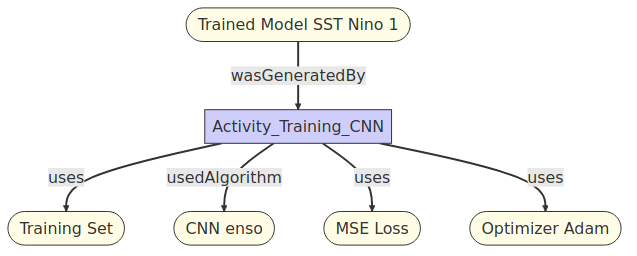 Trained Model SST Nino 1
wasGeneratedBy
Activity_Training_CNN
uses usedAlgorithm uses uses
Training Set CNN enso MSE Loss Optimizer Adam